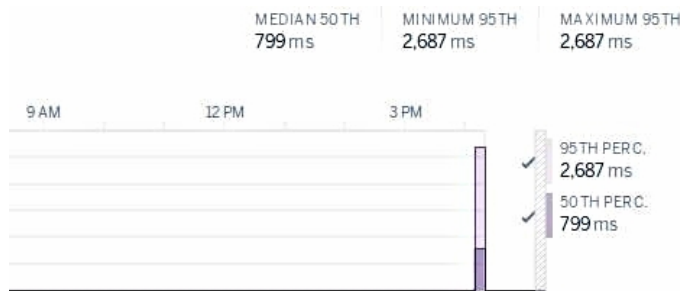 MEDIAN 50TH MINIMUM 95TH MAXIMUM 95TH
799 ms 2,687 ms 2,687 ms
9 AM 12 PM 3 PM
95TH PERC.
2,687 ms
50TH PERC.
799 ms